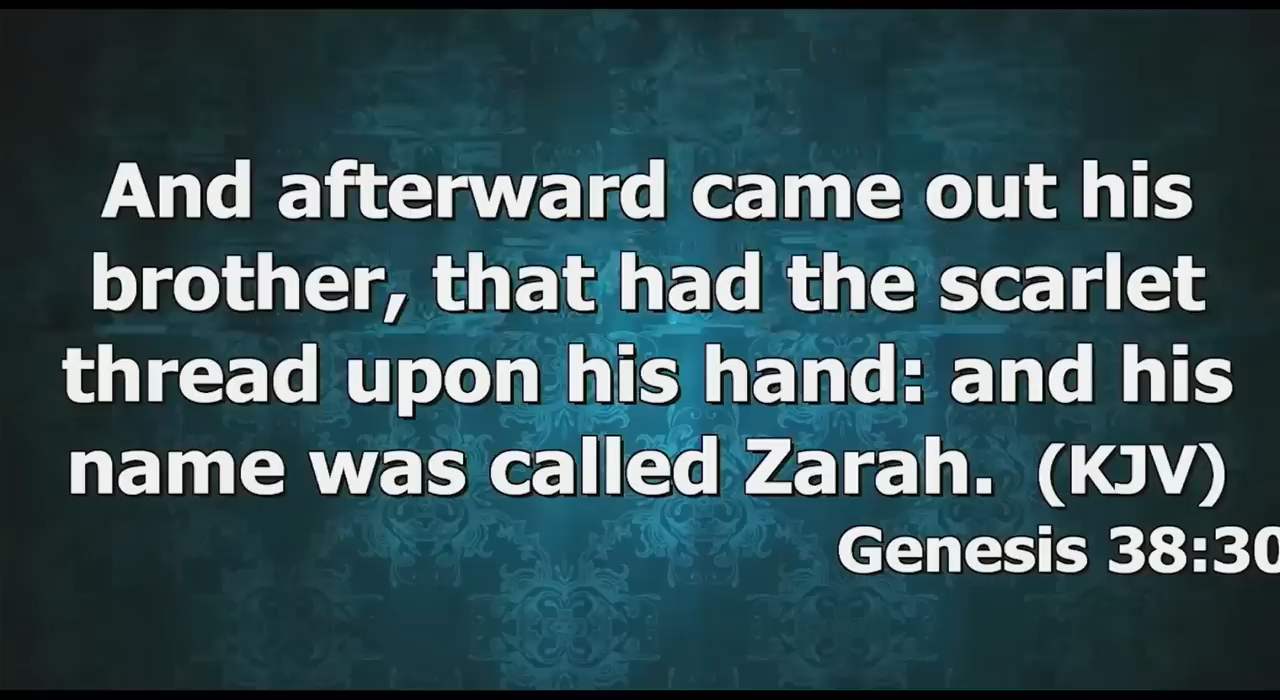 And afterward came out his
brother, that had the scarlet
thread upon his hand: and his
name was called Zarah. (KJV)
Genesis 38:30